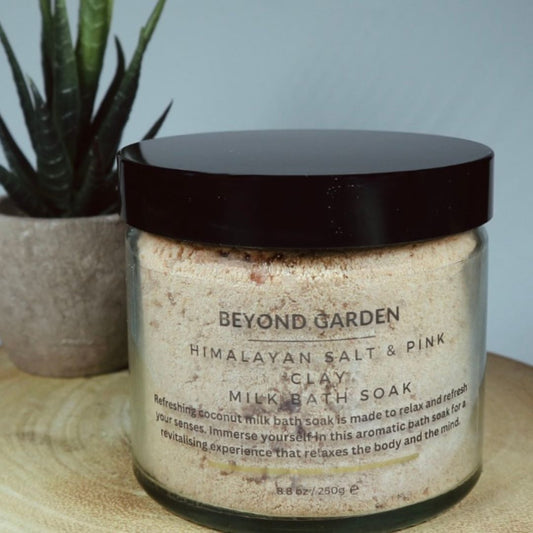 BEYOND GARDEN
HIMALAYAN SALT & PINK
CLAY
MILK BATH SOAK
Refreshing coconut milk bath soak is made to relax and refresh
your senses. Immerse yourself in this aromatic bath soak for a
revitalising experience that relaxes the body and the mind.
8.8 oz / 250g ℮